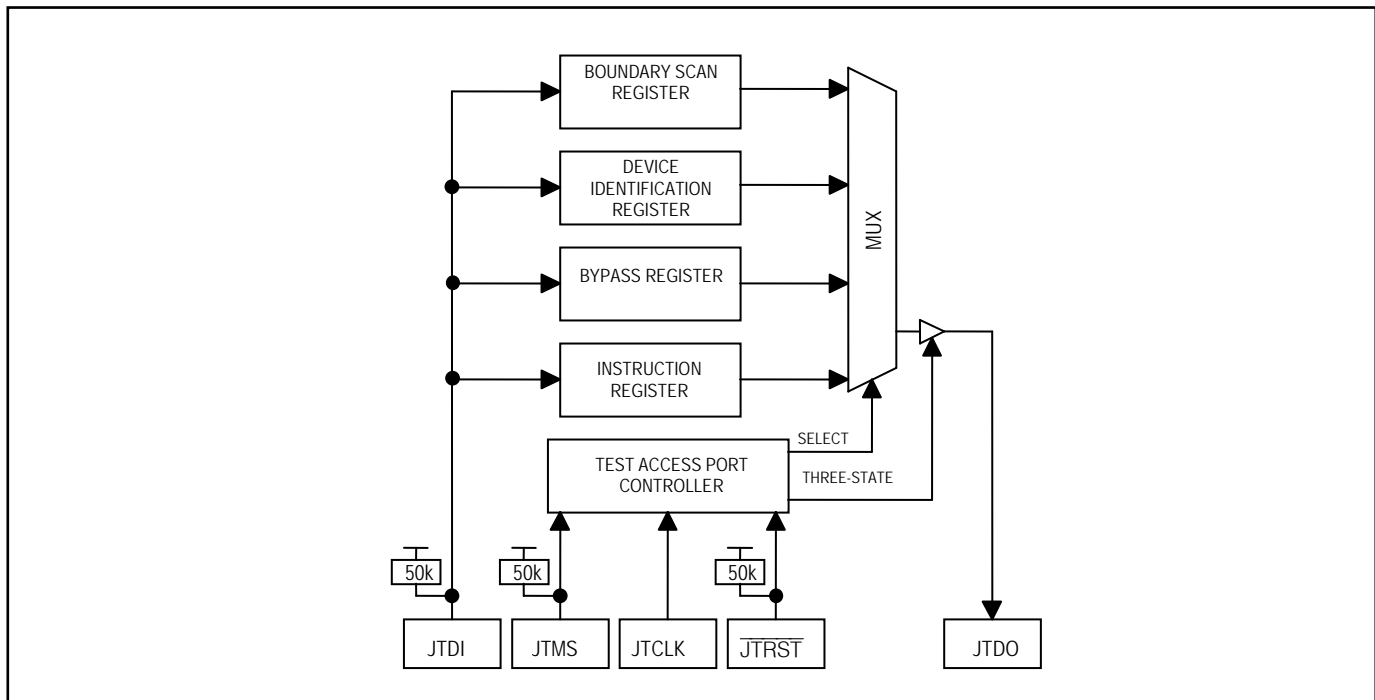 BOUNDARY SCAN
REGISTER
DEVICE
IDENTIFICATION
REGISTER
BYPASS REGISTER
INSTRUCTION
REGISTER
MUX
TEST ACCESS PORT
CONTROLLER
SELECT
THREE-STATE
50k
50k
50k
JTDI
JTMS
JTCLK
JTRST
JTDO